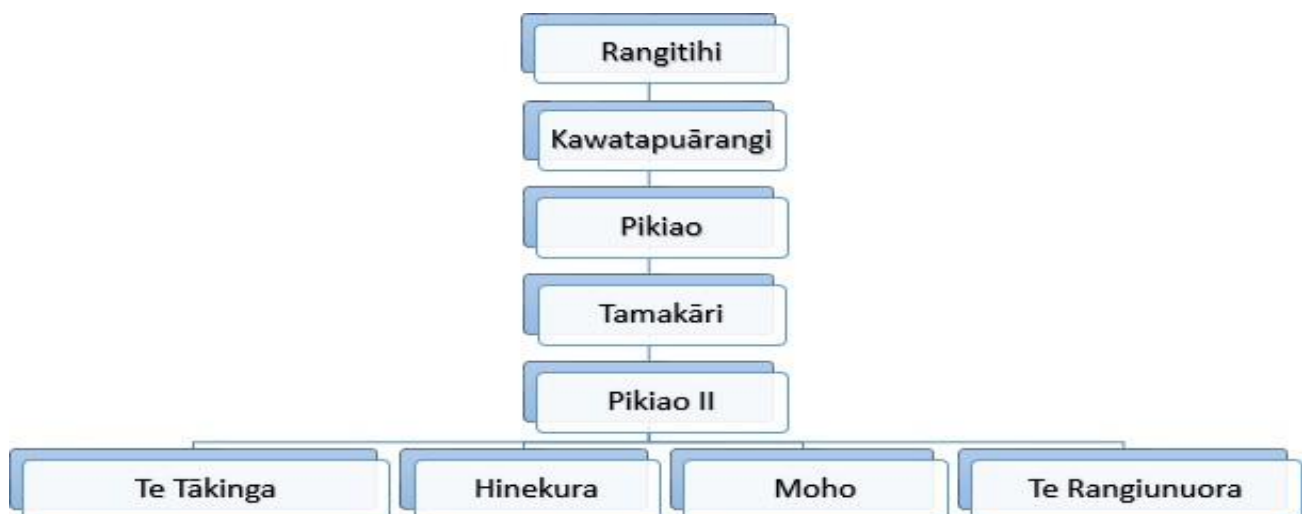 Rangitihi
Kawatapuārangi
Pikiao
Tamakāri
Pikiao II
Te Tākinga
Hinekura
Moho
Te Rangiunuora